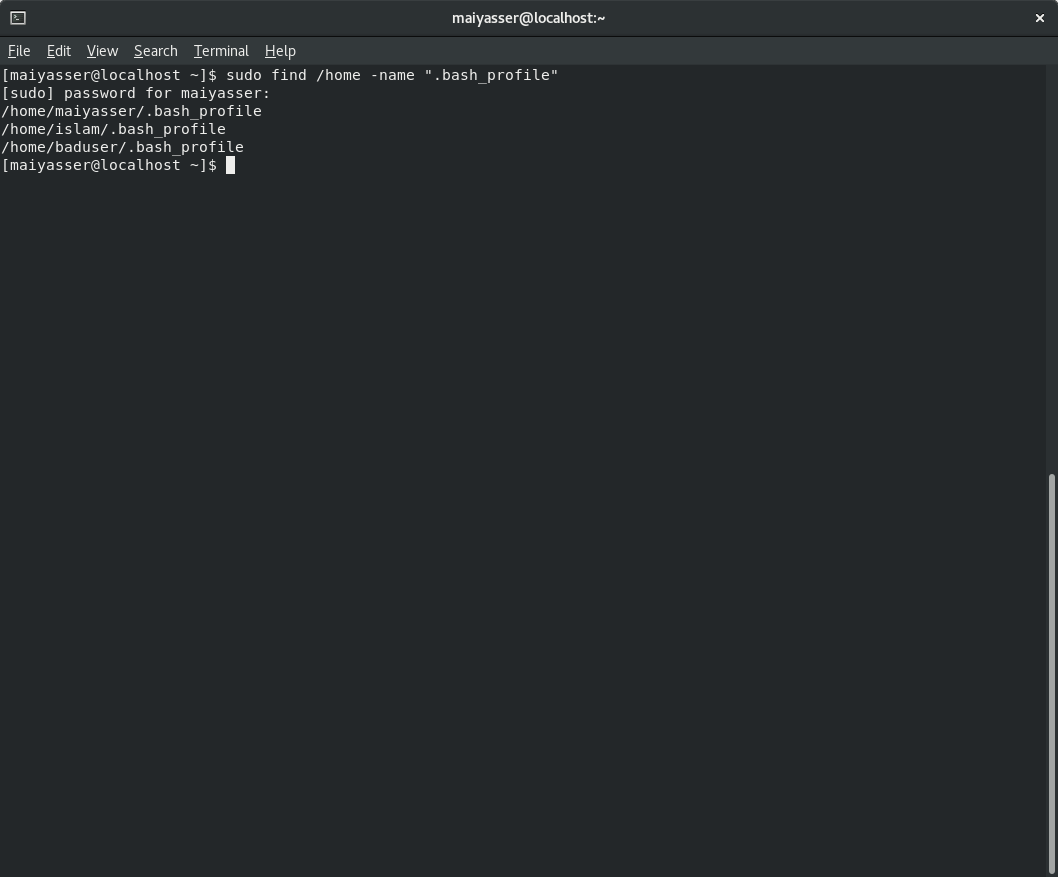 maiyasser@localhost:~
File Edit View Search Terminal Help
[maiyasser@localhost ~]$ sudo find /home -name ".bash_profile"
[sudo] password for maiyasser:
/home/maiyasser/.bash_profile
/home/islam/.bash_profile
/home/baduser/.bash_profile
[maiyasser@localhost ~]$